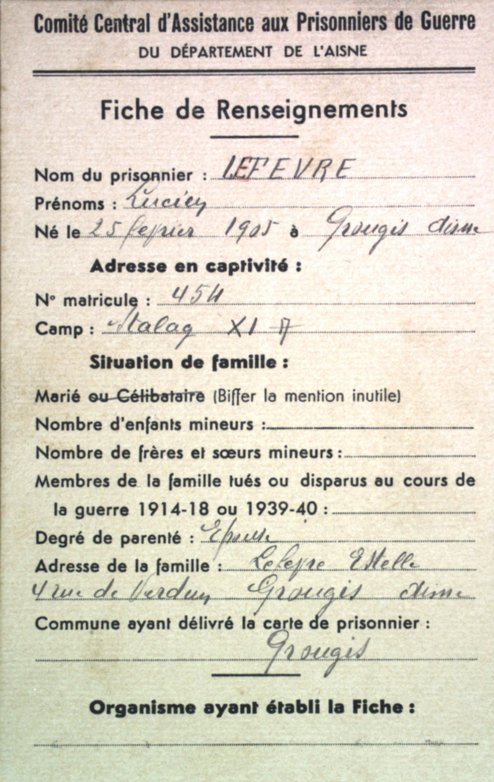 Comité Central d'Assistance aux Prisonniers de Guerre
DU DÉPARTEMENT DE L'AISNE
Fiche de Renseignements
Nom du prisonnier : LEFEVRE
Prénoms : Lucien
Né le 25 fevrier 1905 à Grougis Aisne
Adresse en captivité :
N° matricule : 454
Camp : Stalag XI A
Situation de famille :
Marié ou Célibataire (Biffer la mention inutile)
Nombre d'enfants mineurs :
Nombre de frères et sœurs mineurs :
Membres de la famille tués ou disparus au cours de
la guerre 1914-18 ou 1939-40 :
Degré de parenté : Epouse
Adresse de la famille : Lefevre Estelle
4 rue de Verdun Grougis Aisne
Commune ayant délivré la carte de prisonnier :
Grougis
Organisme ayant établi la Fiche :